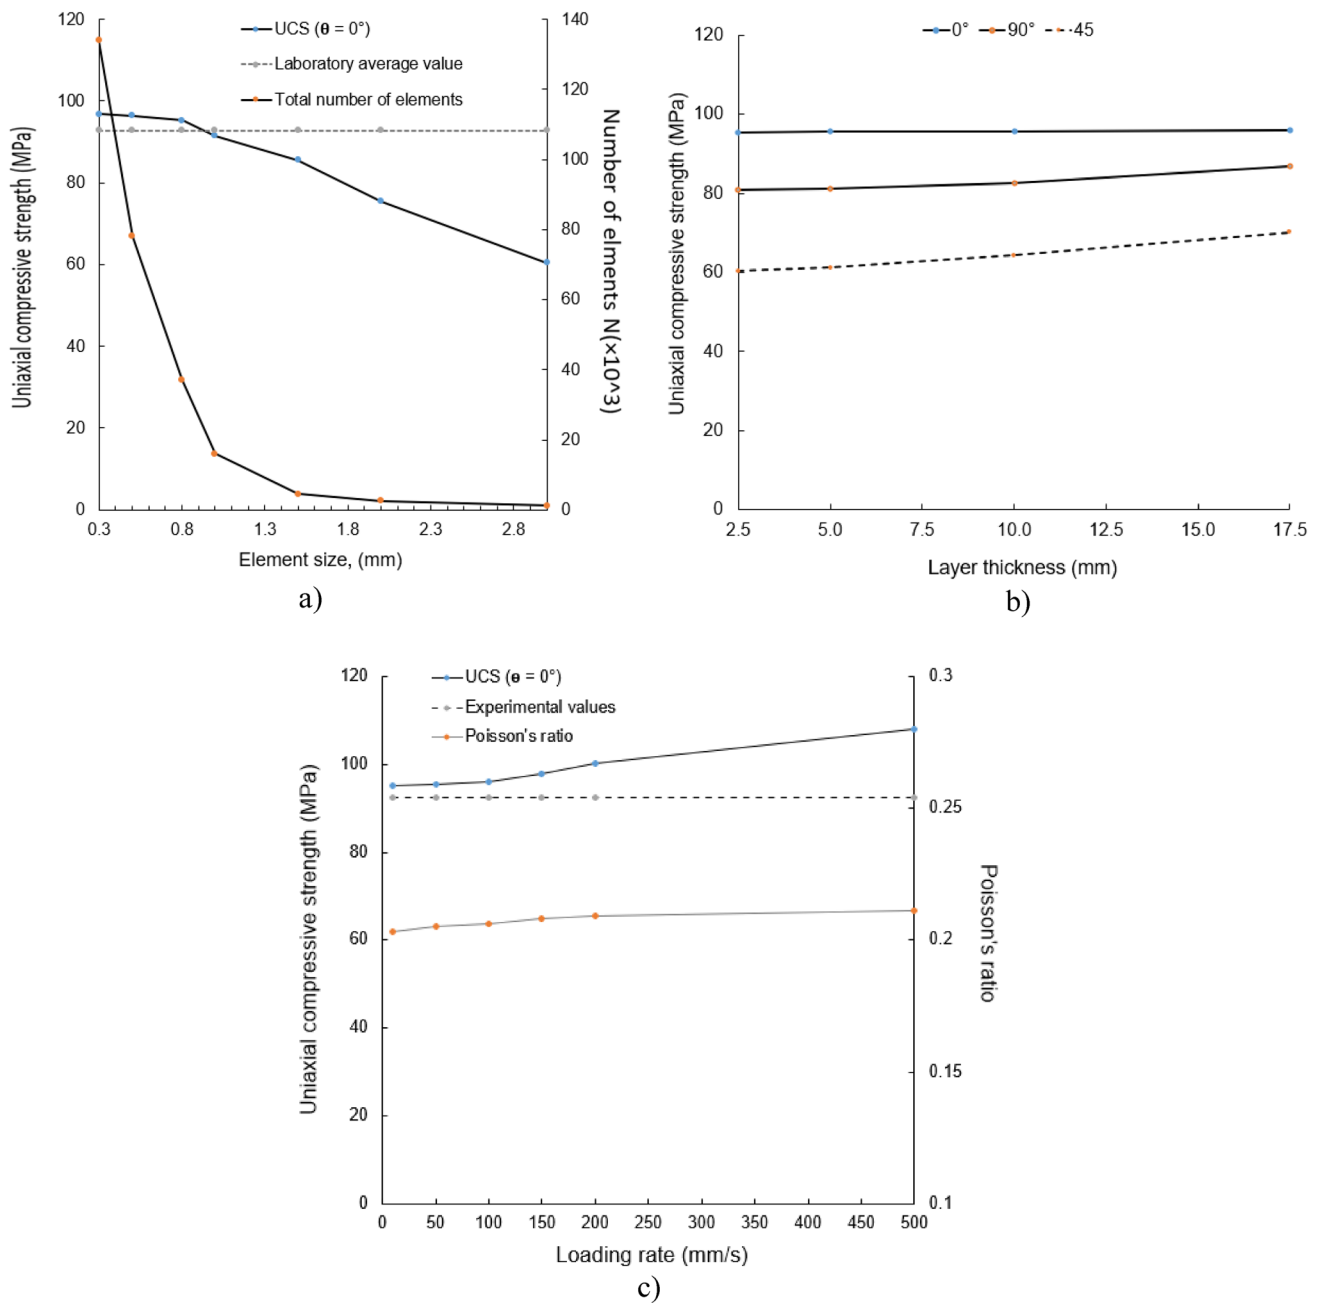 120
100
80
60
40
20
0
140
120
100
80
60
40
20
0
0.3 0.8 1.3 1.8 2.3 2.8
UCS (θ = 0°)
Laboratory average value
Total number of elements
Uniaxial compressive strength (MPa)
Number of elments N(×10^3)
Element size, (mm)
a)
120
100
80
60
40
20
0
2.5 5.0 7.5 10.0 12.5 15.0 17.5
0° 90° 45
Uniaxial compressive strength (MPa)
Layer thickness (mm)
b)
120
100
80
60
40
20
0
0.3
0.25
0.2
0.15
0.1
0 50 100 150 200 250 300 350 400 450 500
UCS (θ = 0°)
Experimental values
Poisson's ratio
Uniaxial compressive strength (MPa)
Poisson's ratio
Loading rate (mm/s)
c)